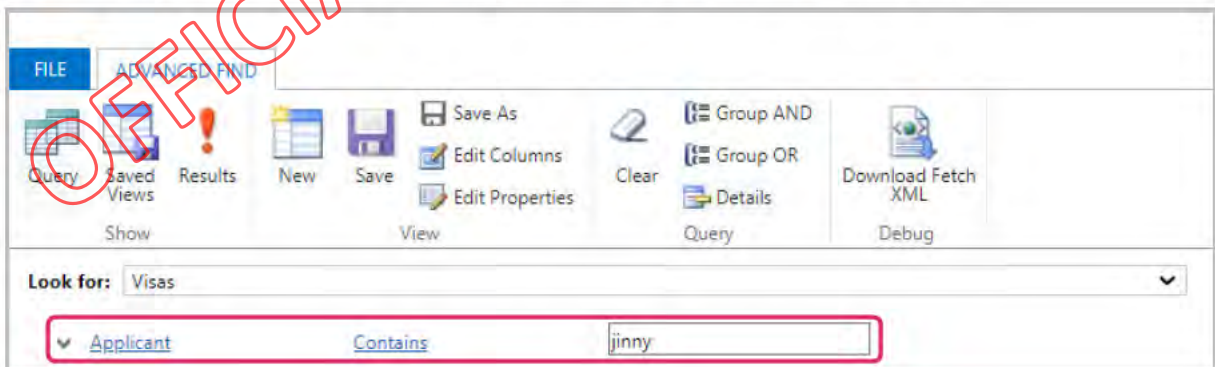 OFFICIA
FILE
ADVANCED FIND
Query
Saved Views
Results
New
Save
Save As
Edit Columns
Edit Properties
Clear
Group AND
Group OR
Details
Download Fetch XML
Show
View
Query
Debug
Look for: Visas
Applicant Contains jinny